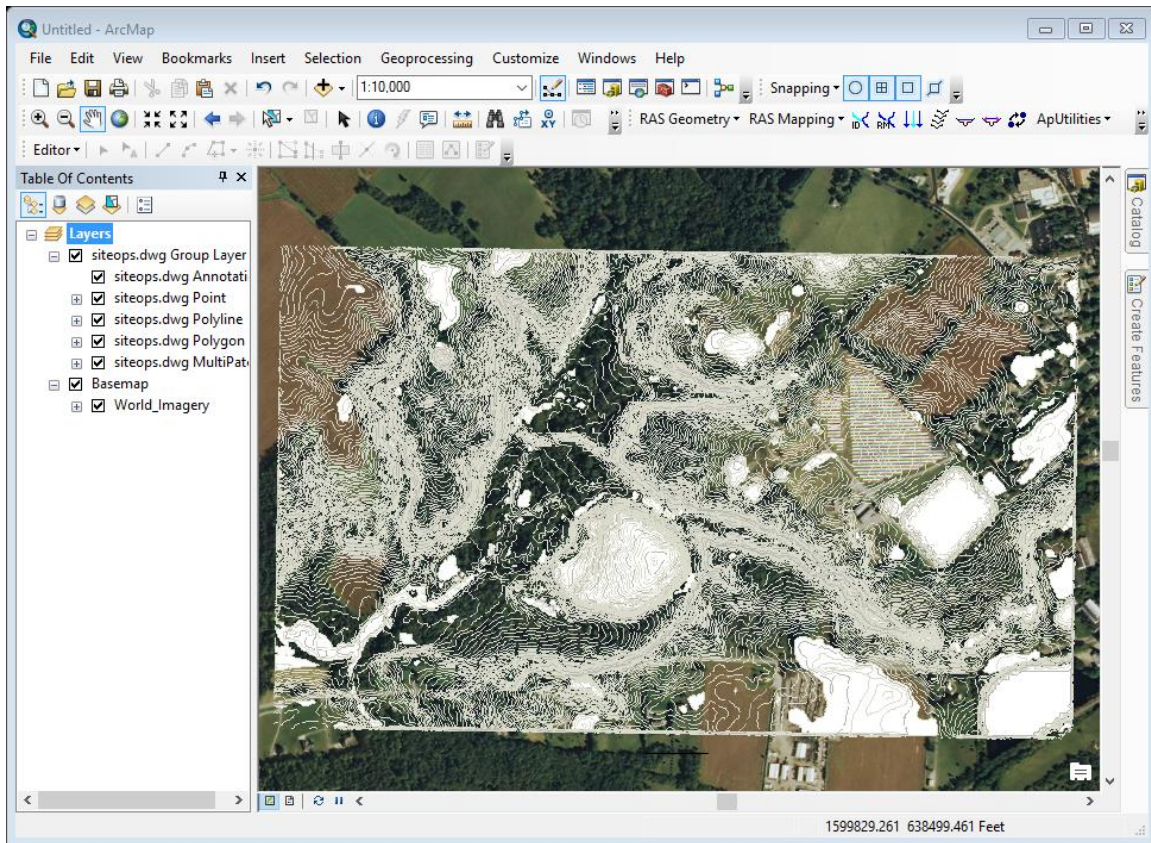 Untitled - ArcMap
File Edit View Bookmarks Insert Selection Geoprocessing Customize Windows Help
1:10,000 Snapping
RAS Geometry RAS Mapping ID RAS ApUtilities
Editor
Table Of Contents
Layers
siteops.dwg Group Layer
siteops.dwg Annotati
siteops.dwg Point
siteops.dwg Polyline
siteops.dwg Polygon
siteops.dwg MultiPat
Basemap
World_Imagery
Catalog
Create Features
1599829.261 638499.461 Feet